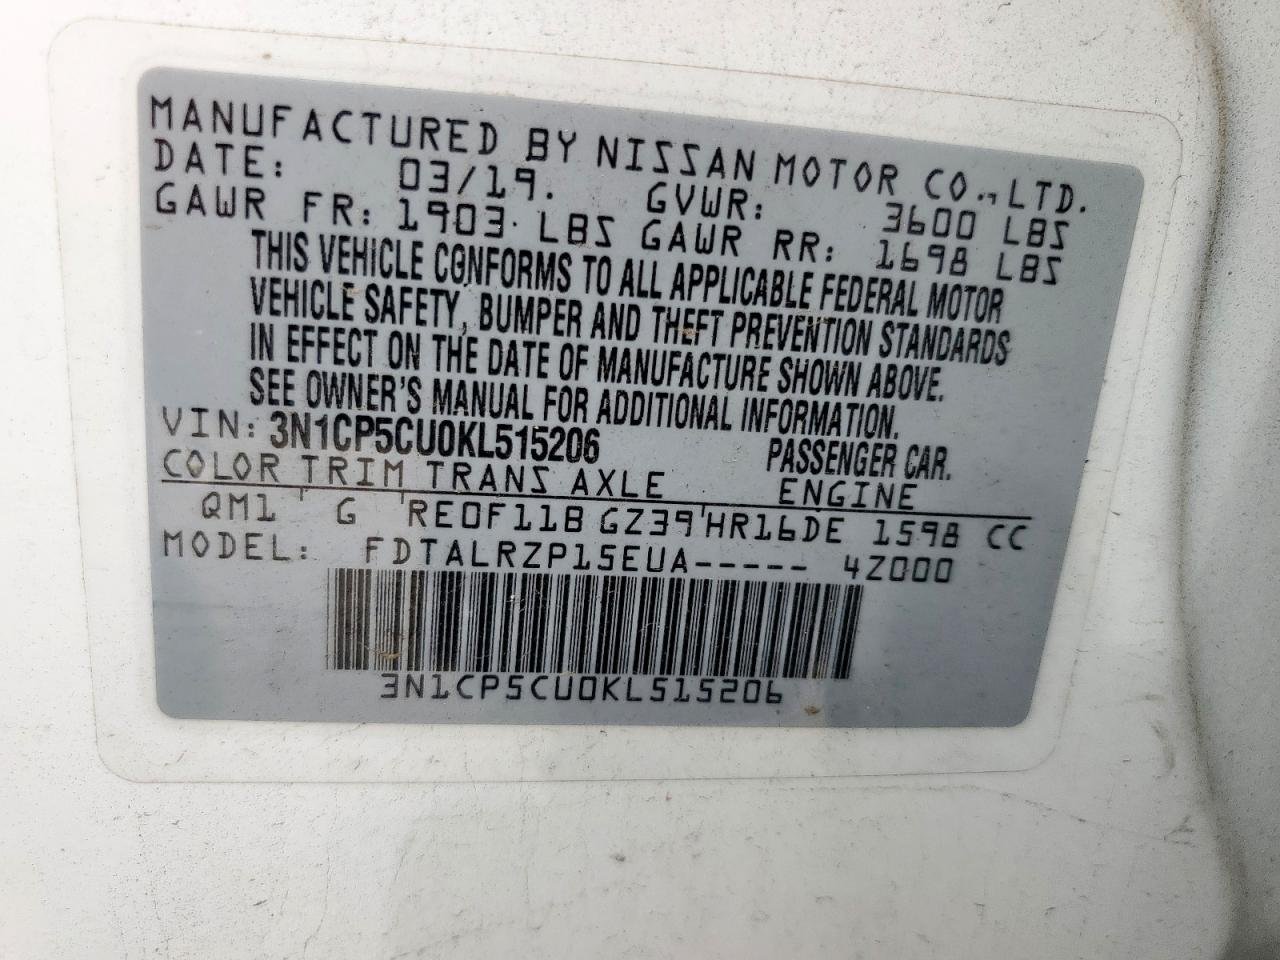 MANUFACTURED BY NISSAN MOTOR CO., LTD.
DATE: 03/19. GVWR: 3600 LBS
GAWR FR: 1903 LBS GAWR RR: 1698 LBS
THIS VEHICLE CONFORMS TO ALL APPLICABLE FEDERAL MOTOR
VEHICLE SAFETY, BUMPER AND THEFT PREVENTION STANDARDS
IN EFFECT ON THE DATE OF MANUFACTURE SHOWN ABOVE.
SEE OWNER'S MANUAL FOR ADDITIONAL INFORMATION.
VIN: 3N1CP5CU0KL515206 PASSENGER CAR.
COLOR TRIM TRANS AXLE ENGINE
QM1 G RE0F11B GZ39 HR16DE 1598 CC
MODEL: FDTALRZP15EUA----- 4Z000
3N1CP5CU0KL515206